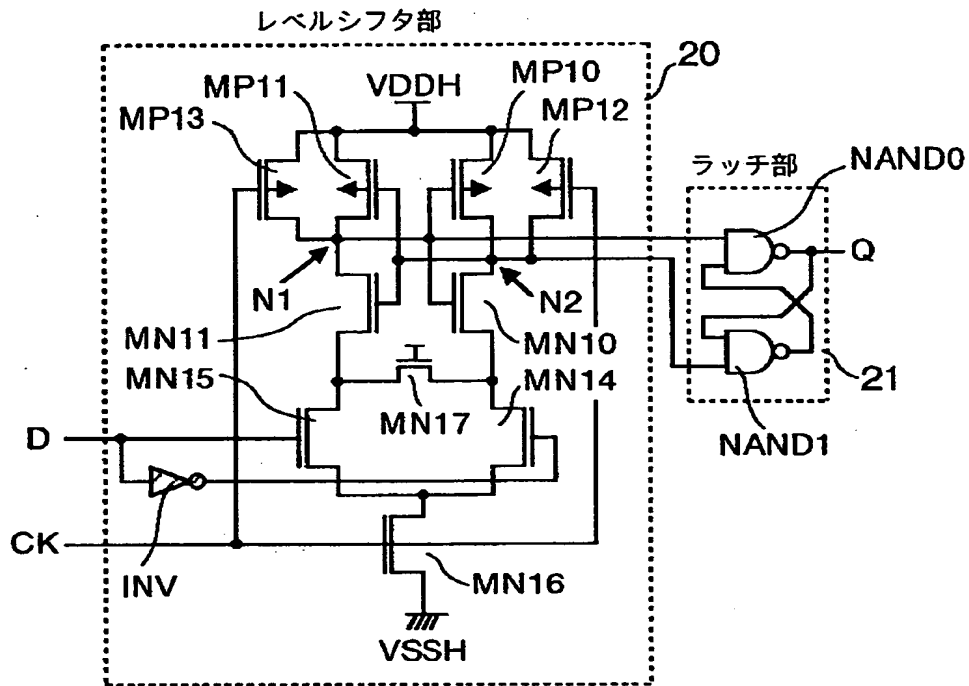 レベルシフタ部
20
MP10
MP11
VDDH
MP12
MP13
ラッチ部
NAND0
Q
N1
N2
MN11
MN10
MN15
MN14
21
MN17
D
NAND1
CK
INV
MN16
VSSH